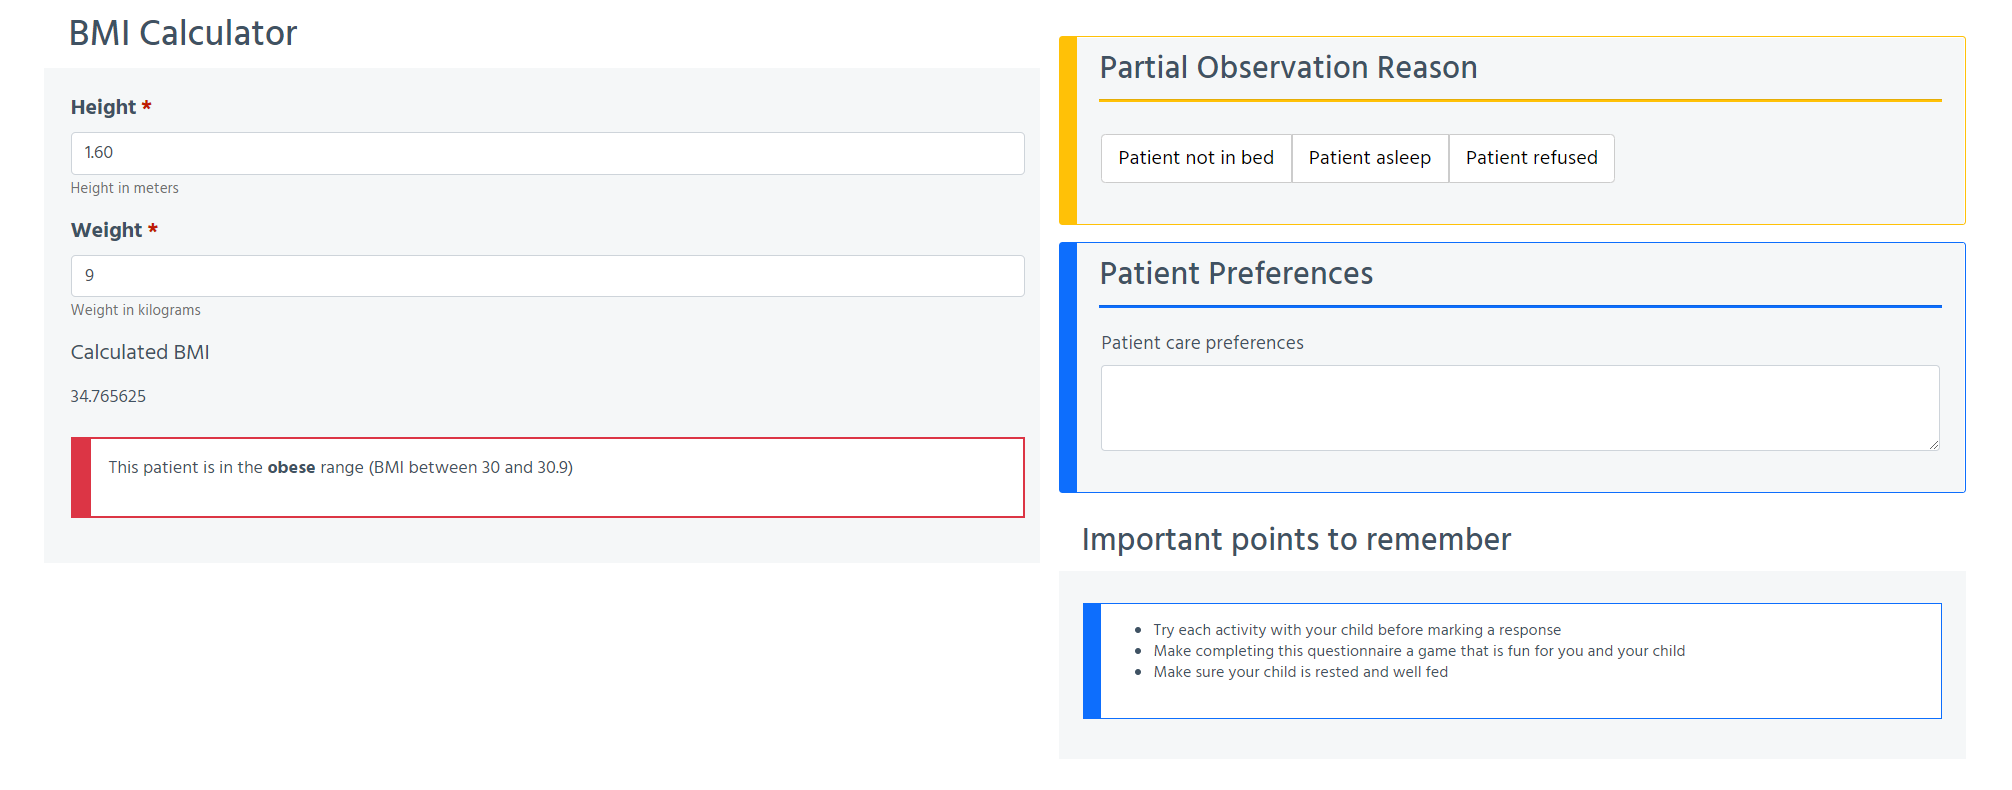 BMI Calculator
Height *
1.60
Height in meters
Weight *
9
Weight in kilograms
Calculated BMI
34.765625
This patient is in the obese range (BMI between 30 and 30.9)
Partial Observation Reason
Patient not in bed Patient asleep Patient refused
Patient Preferences
Patient care preferences
Important points to remember
• Try each activity with your child before marking a response
• Make completing this questionnaire a game that is fun for you and your child
• Make sure your child is rested and well fed